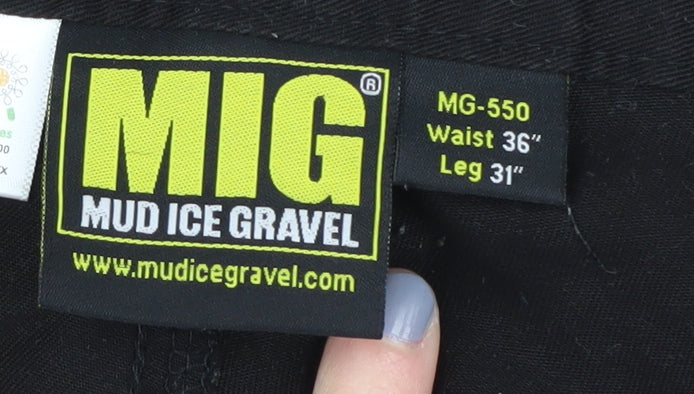 MIG®
MUD ICE GRAVEL
www.mudicegravel.com
MG-550
Waist 36"
Leg 31"